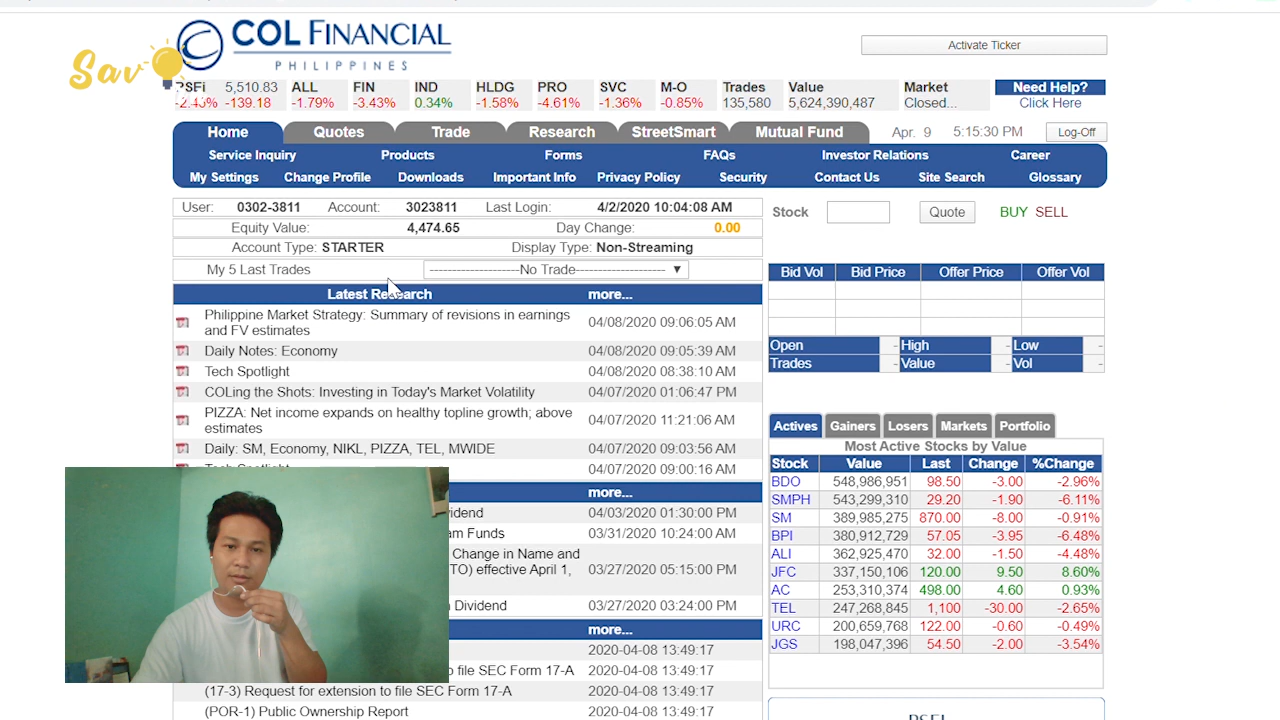 COL FINANCIAL
PHILIPPINES
Sav
Activate Ticker
PSEi 5,510.83 ALL FIN IND HLDG PRO SVC M-O Trades Value Market Need Help?
-2.45% -139.18 -1.79% -3.43% 0.34% -1.58% -4.61% -1.36% -0.85% 135,580 5,624,390,487 Closed... Click Here
Home Quotes Trade Research StreetSmart Mutual Fund Apr. 9 5:15:30 PM Log-Off
Service Inquiry Products Forms FAQs Investor Relations Career
My Settings Change Profile Downloads Important Info Privacy Policy Security Contact Us Site Search Glossary
User: 0302-3811 Account: 3023811 Last Login: 4/2/2020 10:04:08 AM
Equity Value: 4,474.65 Day Change: 0.00
Account Type: STARTER Display Type: Non-Streaming
My 5 Last Trades --------------------No Trade--------------------
Stock Quote BUY SELL
Latest Research more...
Philippine Market Strategy: Summary of revisions in earnings
and FV estimates 04/08/2020 09:06:05 AM
Daily Notes: Economy 04/08/2020 09:05:39 AM
Tech Spotlight 04/08/2020 08:38:10 AM
COLing the Shots: Investing in Today's Market Volatility 04/07/2020 01:06:47 PM
PIZZA: Net income expands on healthy topline growth; above
estimates 04/07/2020 11:21:06 AM
Daily: SM, Economy, NIKL, PIZZA, TEL, MWIDE 04/07/2020 09:03:56 AM
Tech Spotlight 04/07/2020 09:00:16 AM
more...
vidend 04/03/2020 01:30:00 PM
am Funds 03/31/2020 10:24:00 AM
Change in Name and
TO) effective April 1, 03/27/2020 05:15:00 PM
n Dividend 03/27/2020 03:24:00 PM
more...
2020-04-08 13:49:17
to file SEC Form 17-A 2020-04-08 13:49:17
(17-3) Request for extension to file SEC Form 17-A 2020-04-08 13:49:17
(POR-1) Public Ownership Report 2020-04-08 13:49:17
Bid Vol Bid Price Offer Price Offer Vol
Open - High - Low -
Trades - Value - Vol -
Actives Gainers Losers Markets Portfolio
Most Active Stocks by Value
Stock Value Last Change %Change
BDO 548,986,951 98.50 -3.00 -2.96%
SMPH 543,299,310 29.20 -1.90 -6.11%
SM 389,985,275 870.00 -8.00 -0.91%
BPI 380,912,729 57.05 -3.95 -6.48%
ALI 362,925,470 32.00 -1.50 -4.48%
JFC 337,150,106 120.00 9.50 8.60%
AC 253,310,374 498.00 4.60 0.93%
TEL 247,268,845 1,100 -30.00 -2.65%
URC 200,659,768 122.00 -0.60 -0.49%
JGS 198,047,396 54.50 -2.00 -3.54%